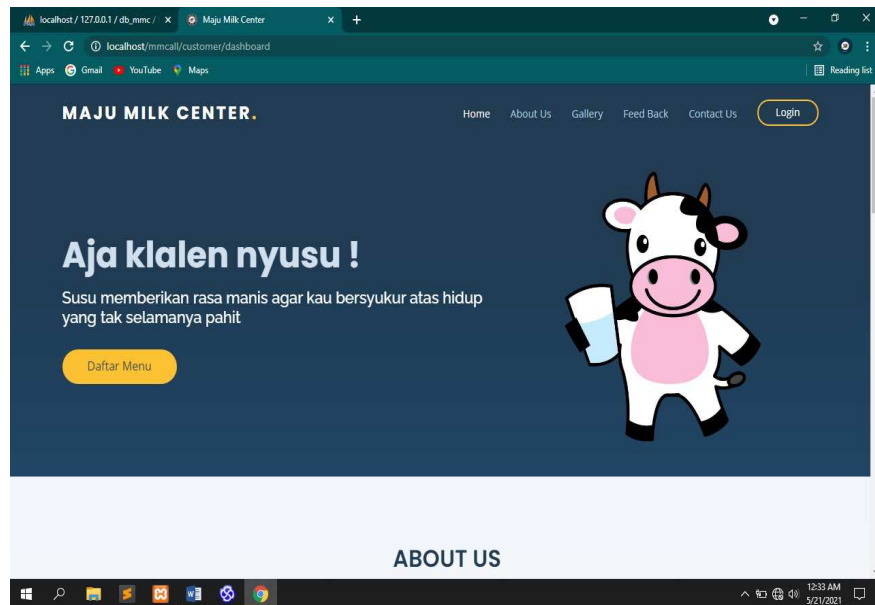 localhost / 127.0.0.1 / db_mmc /
Maju Milk Center
localhost/mmcall/customer/dashboard
Apps Gmail YouTube Maps Reading list
MAJU MILK CENTER.
Home About Us Gallery Feed Back Contact Us Login
Aja klalen nyusu !
Susu memberikan rasa manis agar kau bersyukur atas hidup
yang tak selamanya pahit
Daftar Menu
ABOUT US
12:33 AM
5/21/2021